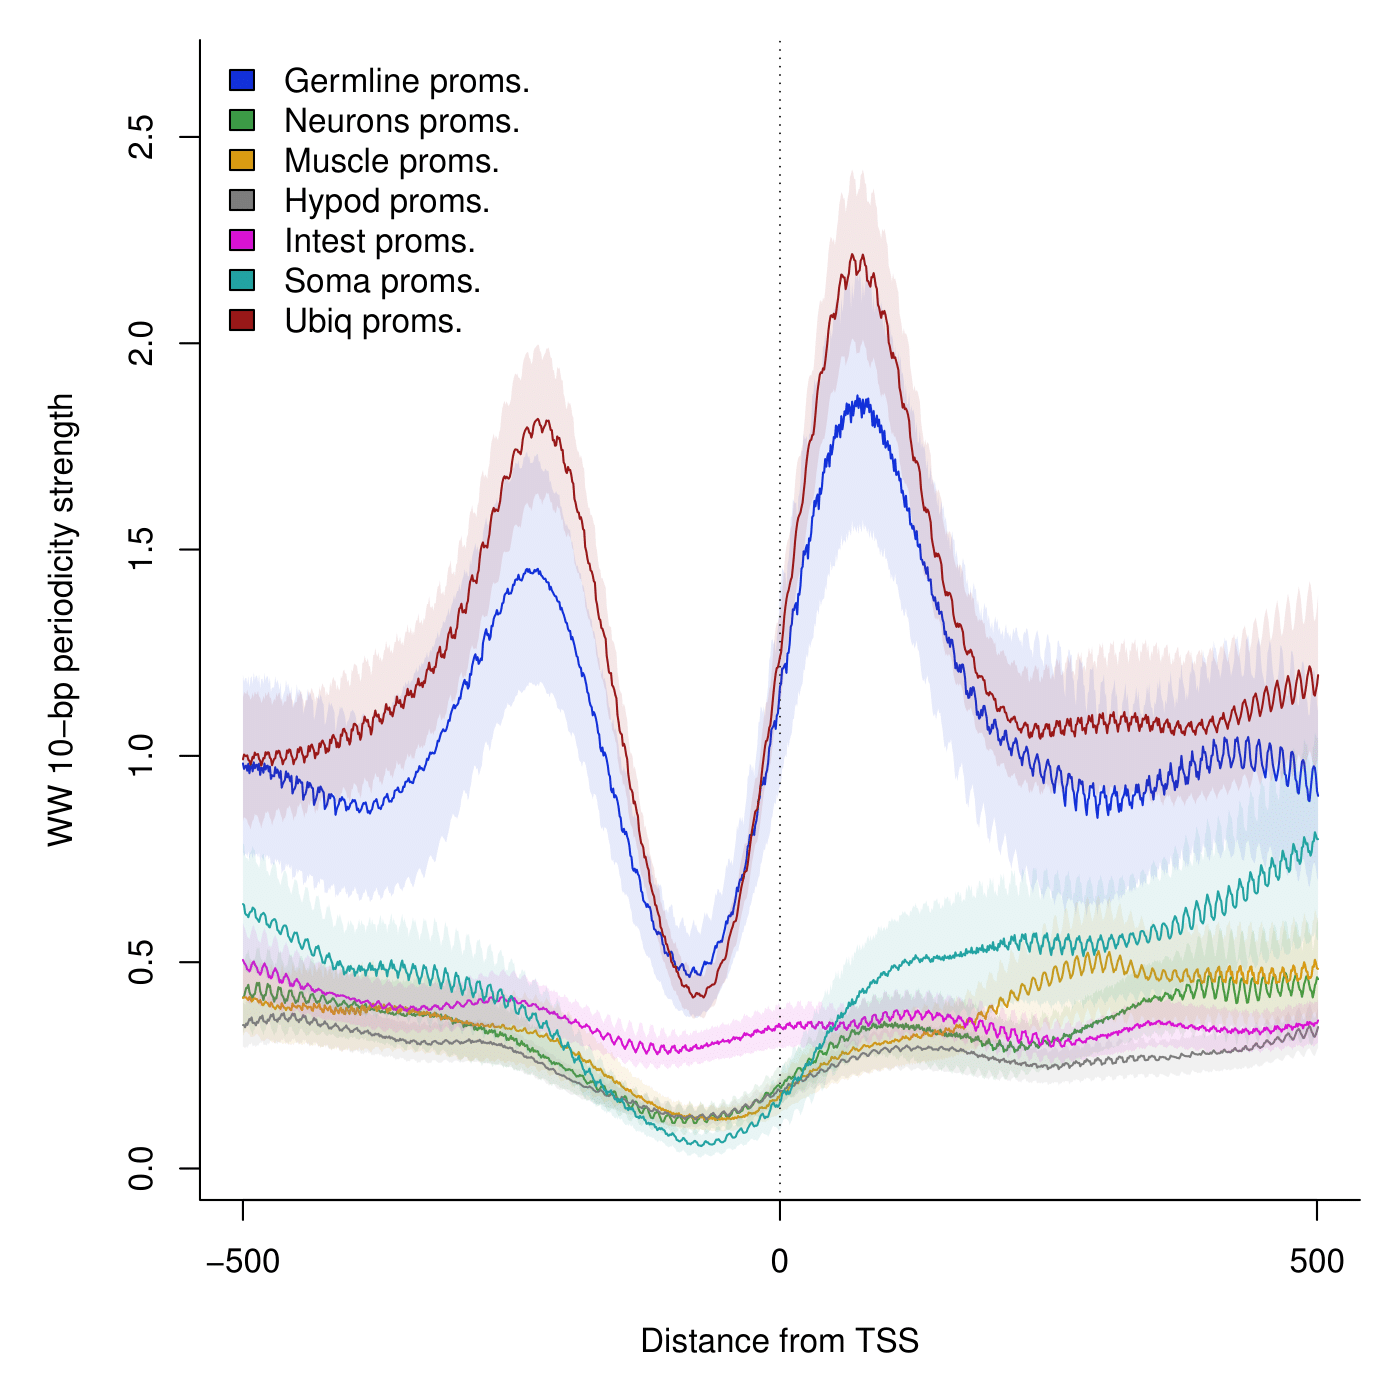 Germline proms.
Neurons proms.
Muscle proms.
Hypod proms.
Intest proms.
Soma proms.
Ubiq proms.
WW 10−bp periodicity strength
2.5
2.0
1.5
1.0
0.5
0.0
−500
0
500
Distance from TSS